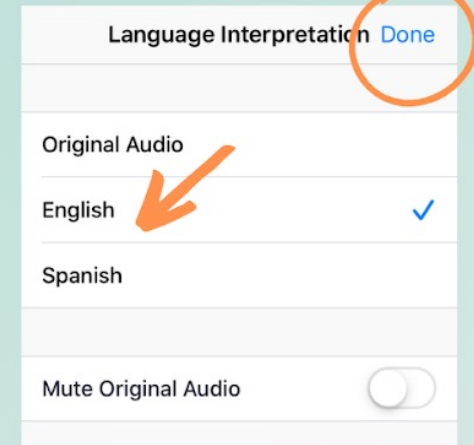 Language Interpretation Done
Original Audio
English
Spanish
Mute Original Audio